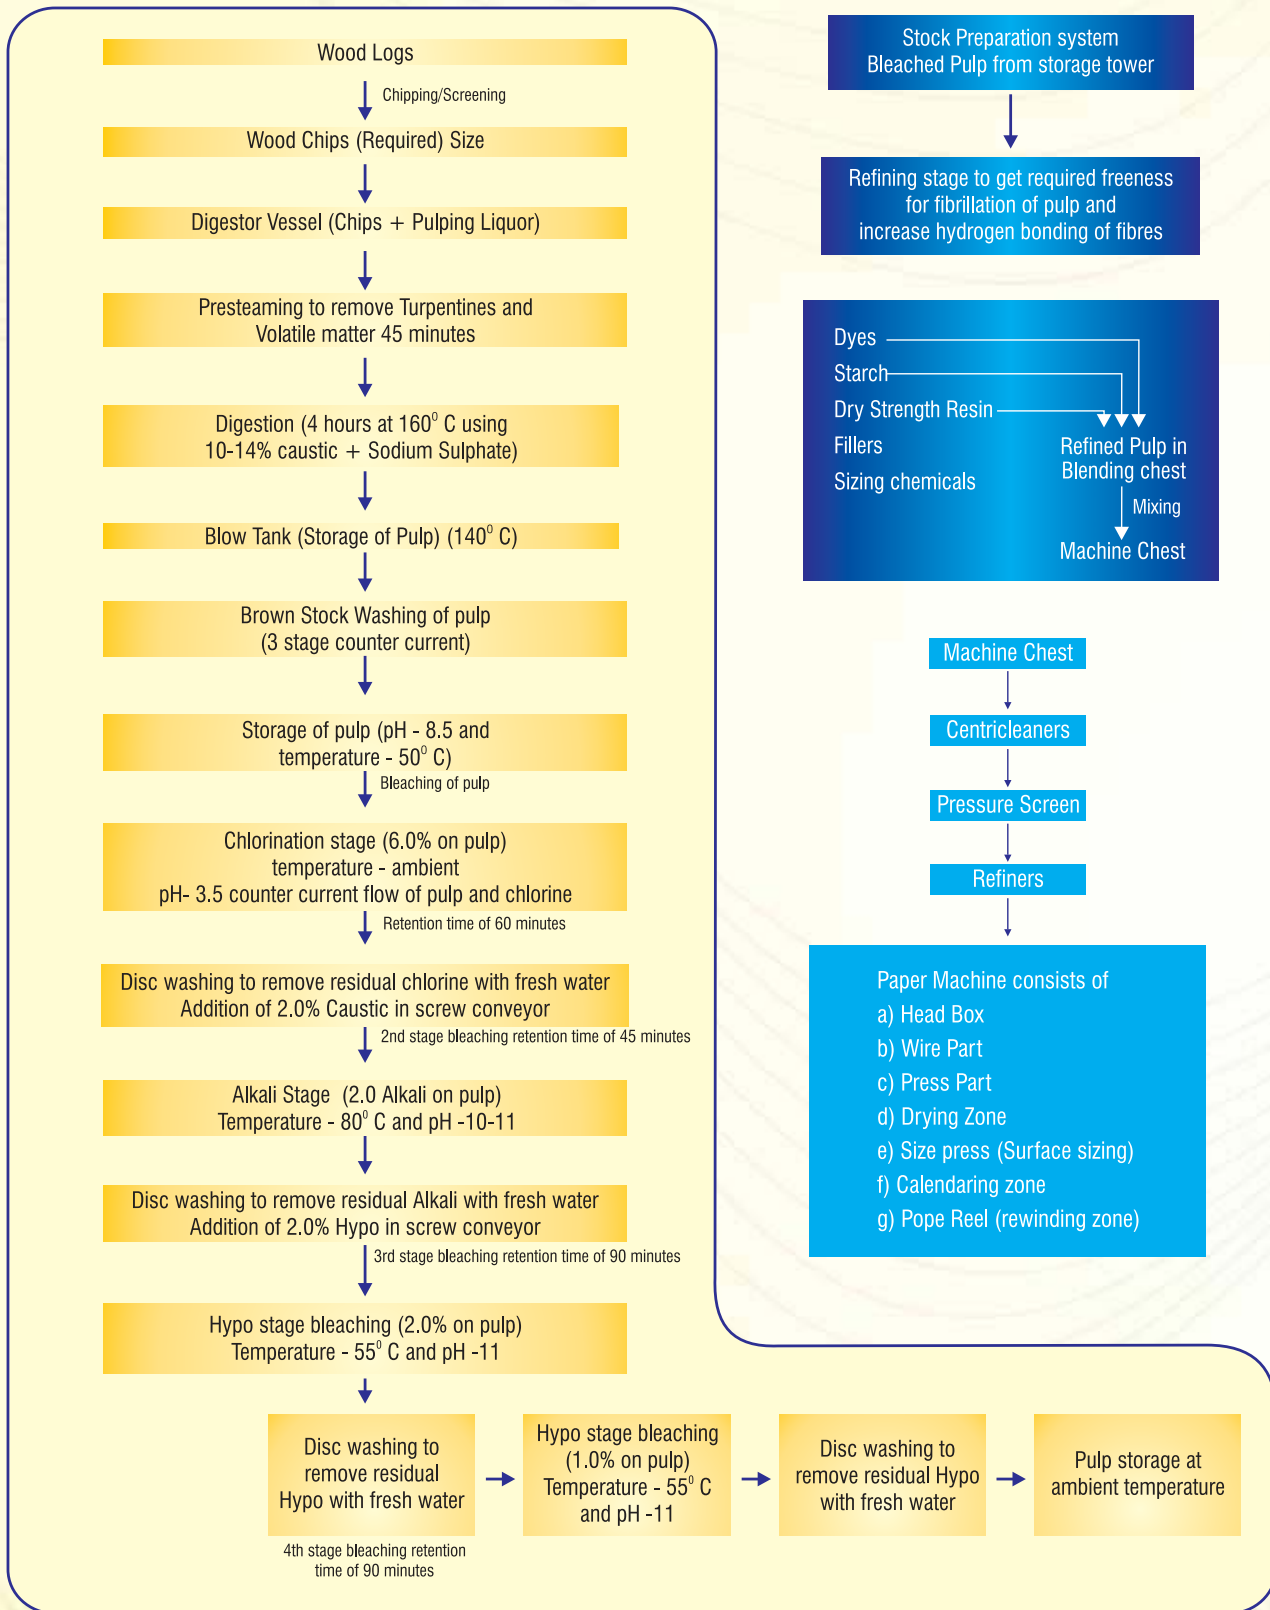 Wood Logs
Chipping/Screening
Wood Chips (Required) Size
Digestor Vessel (Chips + Pulping Liquor)
Presteaming to remove Turpentines and
Volatile matter 45 minutes
Digestion (4 hours at 160⁰ C using
10-14% caustic + Sodium Sulphate)
Blow Tank (Storage of Pulp) (140⁰ C)
Brown Stock Washing of pulp
(3 stage counter current)
Storage of pulp (pH - 8.5 and
temperature - 50⁰ C)
Bleaching of pulp
Chlorination stage (6.0% on pulp)
temperature - ambient
pH- 3.5 counter current flow of pulp and chlorine
Retention time of 60 minutes
Disc washing to remove residual chlorine with fresh water
Addition of 2.0% Caustic in screw conveyor
2nd stage bleaching retention time of 45 minutes
Alkali Stage (2.0 Alkali on pulp)
Temperature - 80⁰ C and pH -10-11
Disc washing to remove residual Alkali with fresh water
Addition of 2.0% Hypo in screw conveyor
3rd stage bleaching retention time of 90 minutes
Hypo stage bleaching (2.0% on pulp)
Temperature - 55⁰ C and pH -11
Disc washing to
remove residual
Hypo with fresh water
4th stage bleaching retention
time of 90 minutes
Hypo stage bleaching
(1.0% on pulp)
Temperature - 55⁰ C
and pH -11
Disc washing to
remove residual Hypo
with fresh water
Pulp storage at
ambient temperature
Stock Preparation system
Bleached Pulp from storage tower
Refining stage to get required freeness
for fibrillation of pulp and
increase hydrogen bonding of fibres
Dyes
Starch
Dry Strength Resin
Fillers
Sizing chemicals
Refined Pulp in
Blending chest
Mixing
Machine Chest
Machine Chest
Centricleaners
Pressure Screen
Refiners
Paper Machine consists of
a) Head Box
b) Wire Part
c) Press Part
d) Drying Zone
e) Size press (Surface sizing)
f) Calendaring zone
g) Pope Reel (rewinding zone)